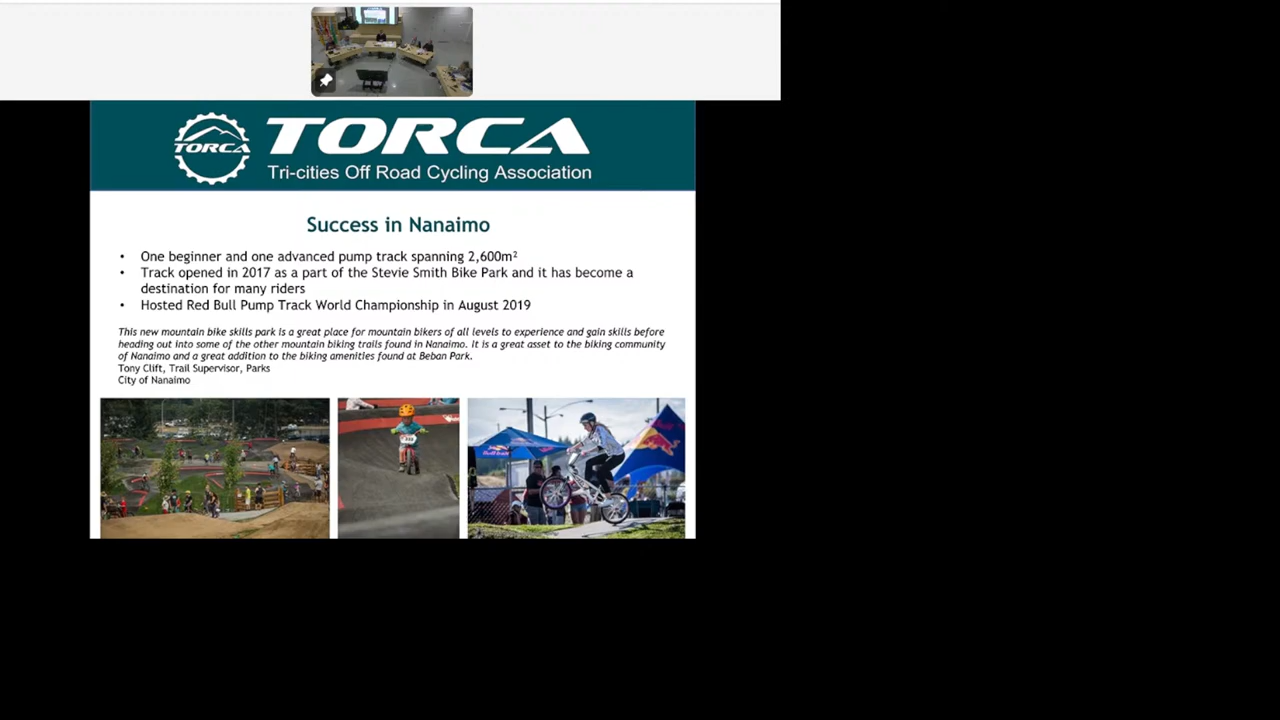 TORCA
TORCA
Tri-cities Off Road Cycling Association
Success in Nanaimo
• One beginner and one advanced pump track spanning 2,600m²
• Track opened in 2017 as a part of the Stevie Smith Bike Park and it has become a
destination for many riders
• Hosted Red Bull Pump Track World Championship in August 2019
This new mountain bike skills park is a great place for mountain bikers of all levels to experience and gain skills before
heading out into some of the other mountain biking trails found in Nanaimo. It is a great asset to the biking community
of Nanaimo and a great addition to the biking amenities found at Beban Park.
Tony Clift, Trail Supervisor, Parks
City of Nanaimo